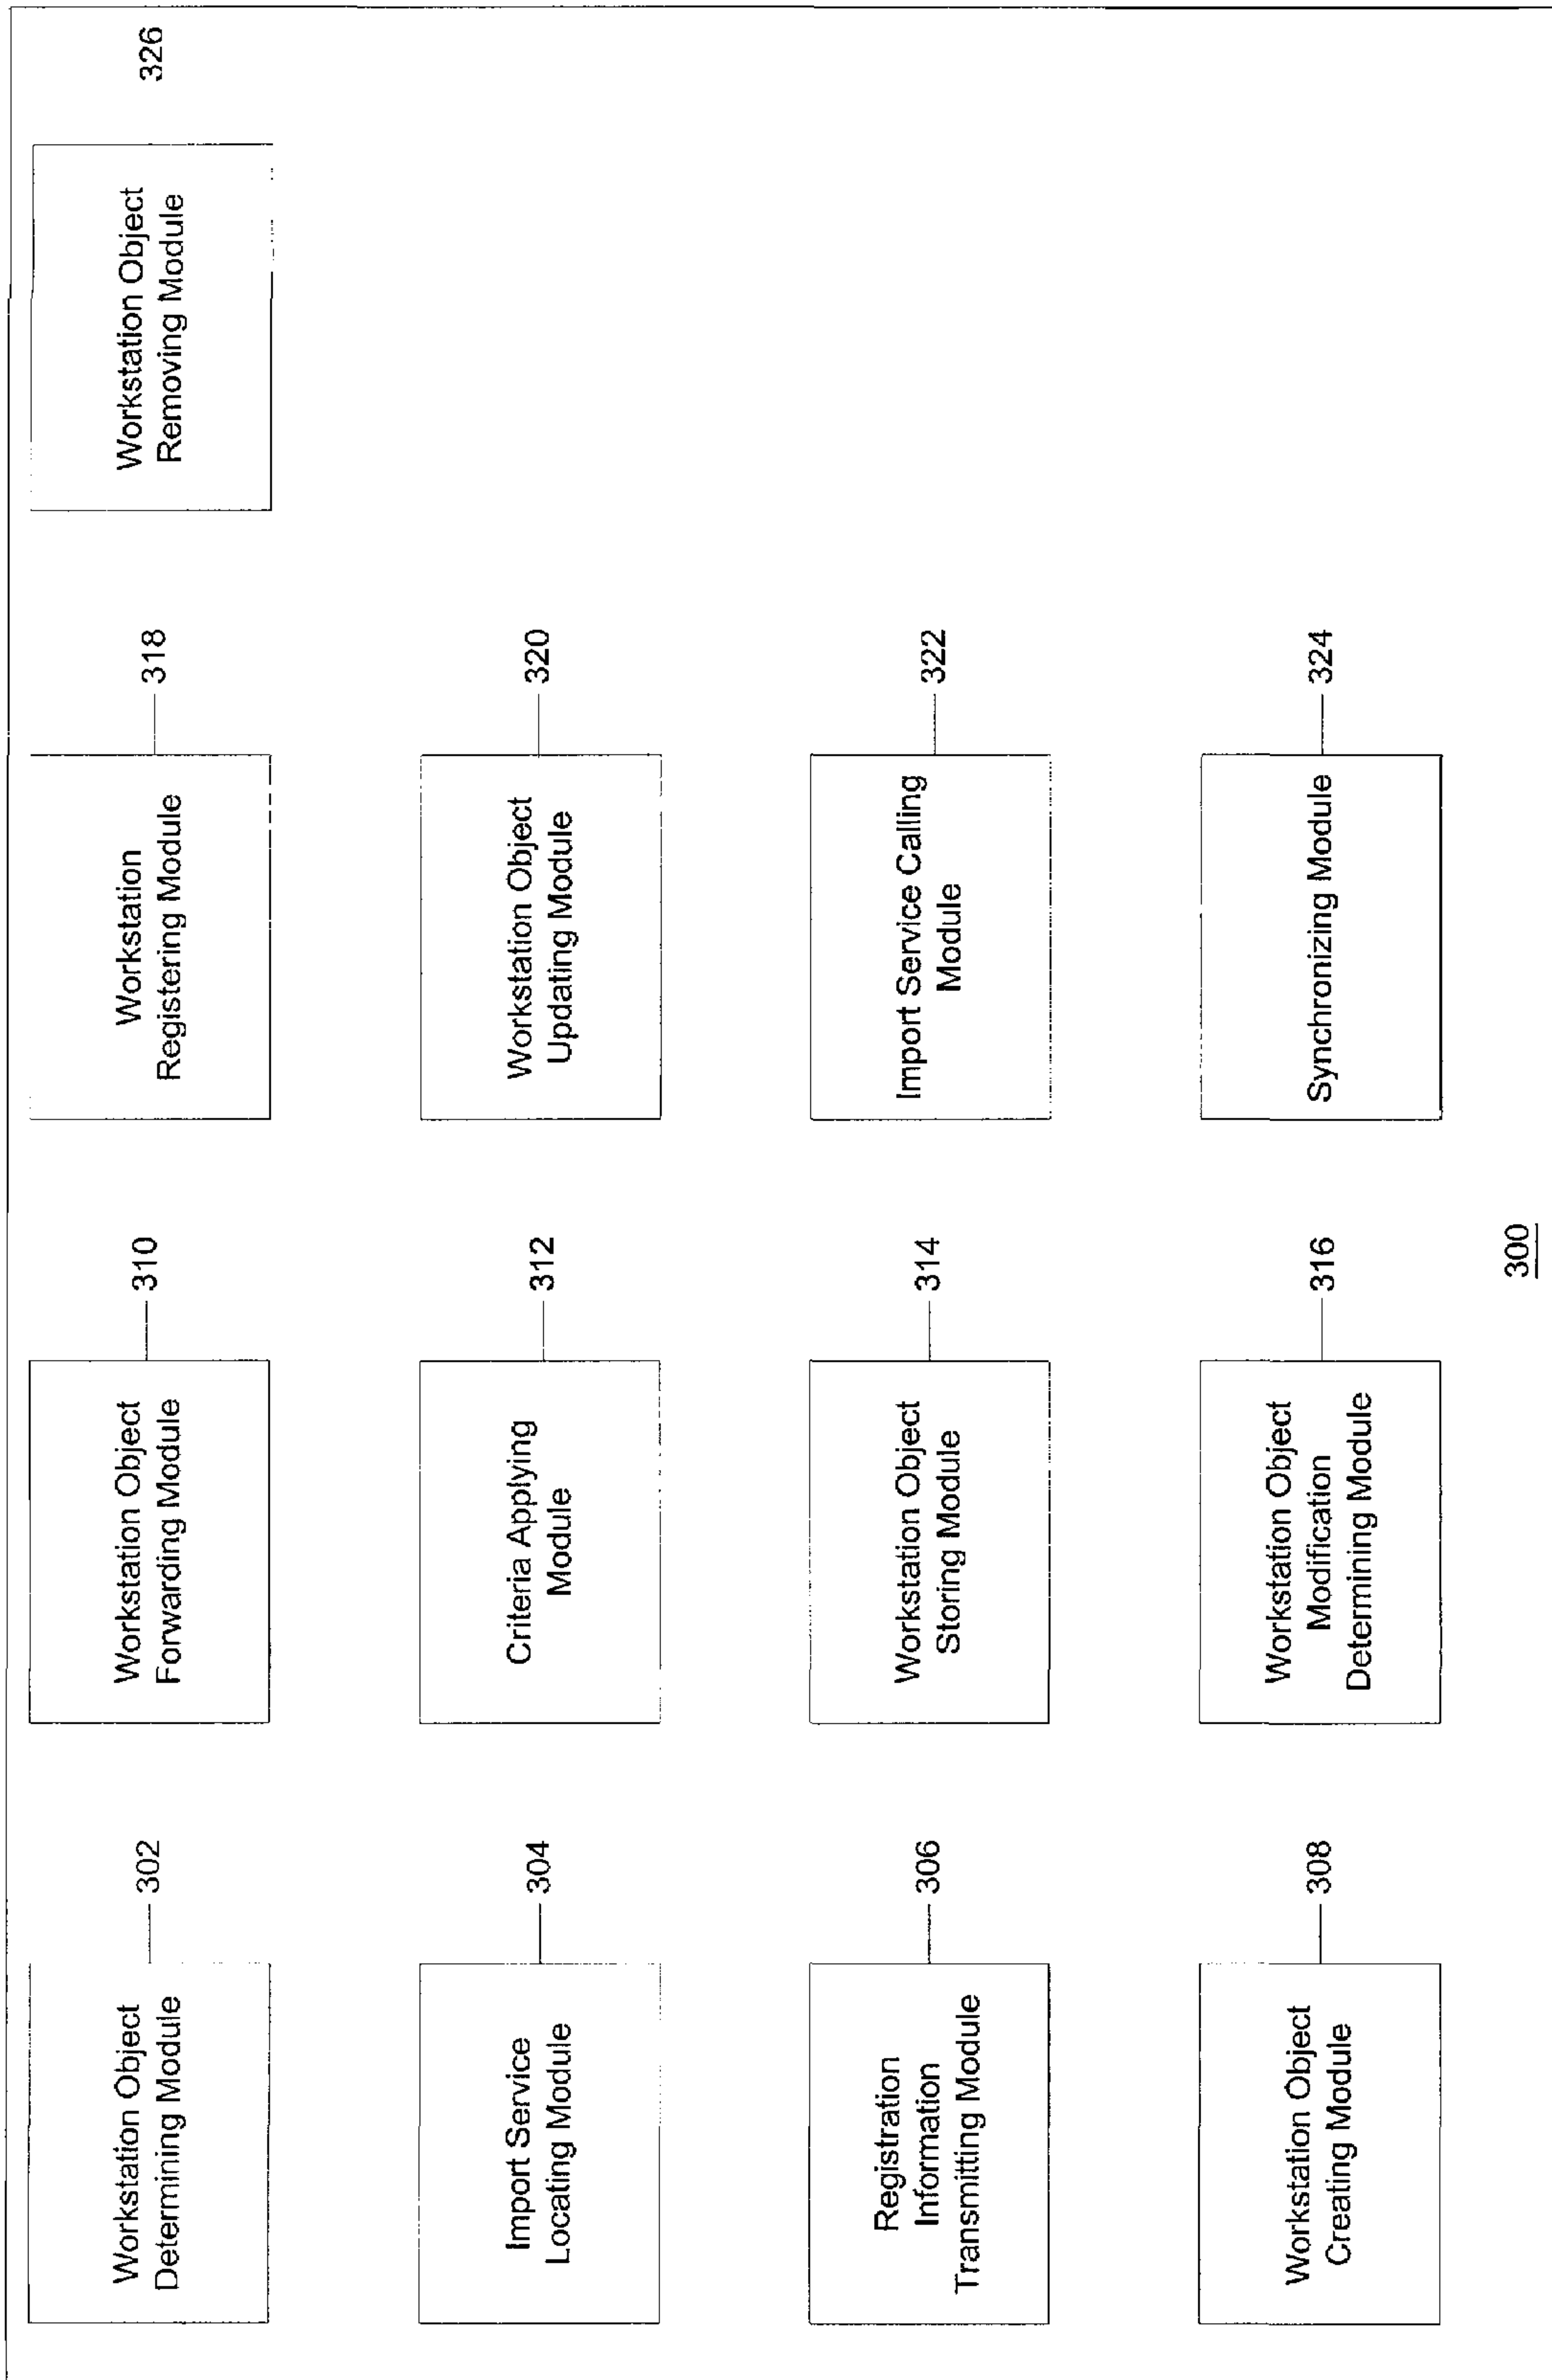 Workstation Object
Determining Module
302
Import Service
Locating Module
304
Registration
Information
Transmitting Module
306
Workstation Object
Creating Module
308
Workstation Object
Forwarding Module
310
Criteria Applying
Module
312
Workstation Object
Storing Module
314
Workstation Object
Modification
Determining Module
316
Workstation
Registering Module
318
Workstation Object
Updating Module
320
Import Service Calling
Module
322
Synchronizing Module
324
Workstation Object
Removing Module
326
300